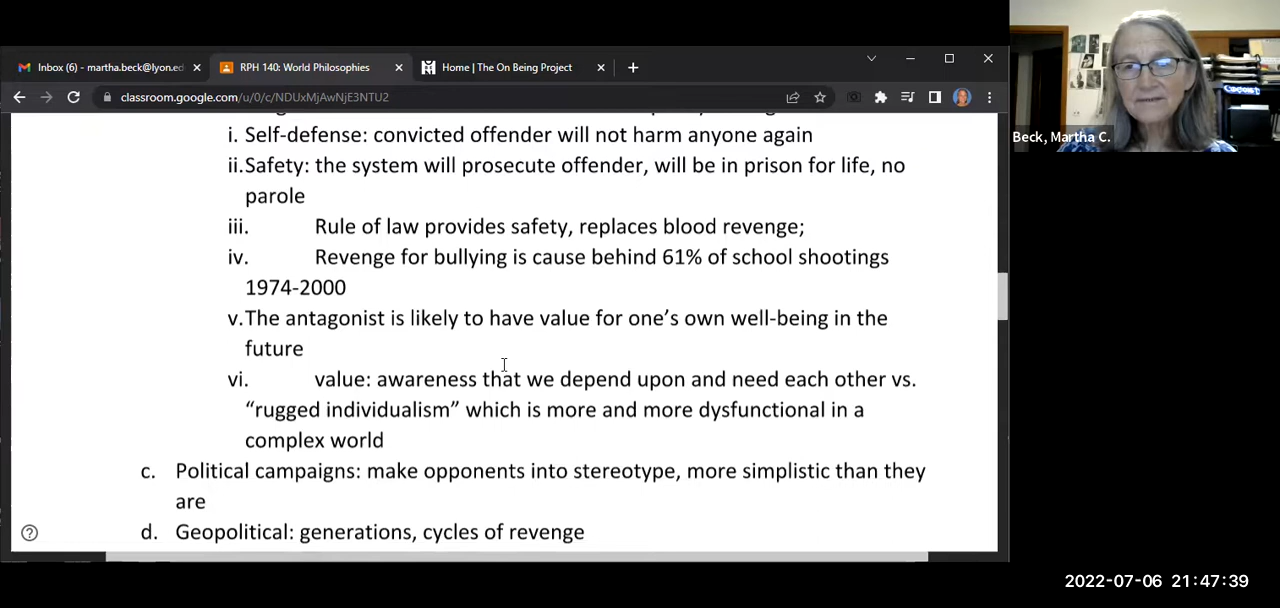 Inbox (6) - martha.beck@lyon.ed
RPH 140: World Philosophies
Home | The On Being Project
classroom.google.com/u/0/c/NDUxMjAwNjE3NTU2
Beck, Martha C.
i. Self-defense: convicted offender will not harm anyone again
ii.Safety: the system will prosecute offender, will be in prison for life, no
parole
iii. Rule of law provides safety, replaces blood revenge;
iv. Revenge for bullying is cause behind 61% of school shootings
1974-2000
v.The antagonist is likely to have value for one's own well-being in the
future
vi. value: awareness that we depend upon and need each other vs.
“rugged individualism” which is more and more dysfunctional in a
complex world
c. Political campaigns: make opponents into stereotype, more simplistic than they
are
d. Geopolitical: generations, cycles of revenge
2022-07-06 21:47:39